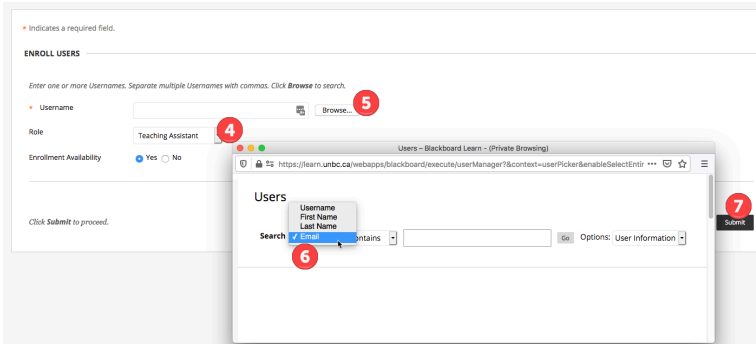 * Indicates a required field.
ENROLL USERS
Enter one or more Usernames. Separate multiple Usernames with commas. Click Browse to search.
* Username
Browse...
5
Role
Teaching Assistant
4
Enrollment Availability
Yes No
Click Submit to proceed.
7
Submit
Users – Blackboard Learn - (Private Browsing)
https://learn.unbc.ca/webapps/blackboard/execute/userManager?&context=userPicker&enableSelectEntir
Users
Username
First Name
Last Name
Search ✓ Email ontains Go Options: User Information
6